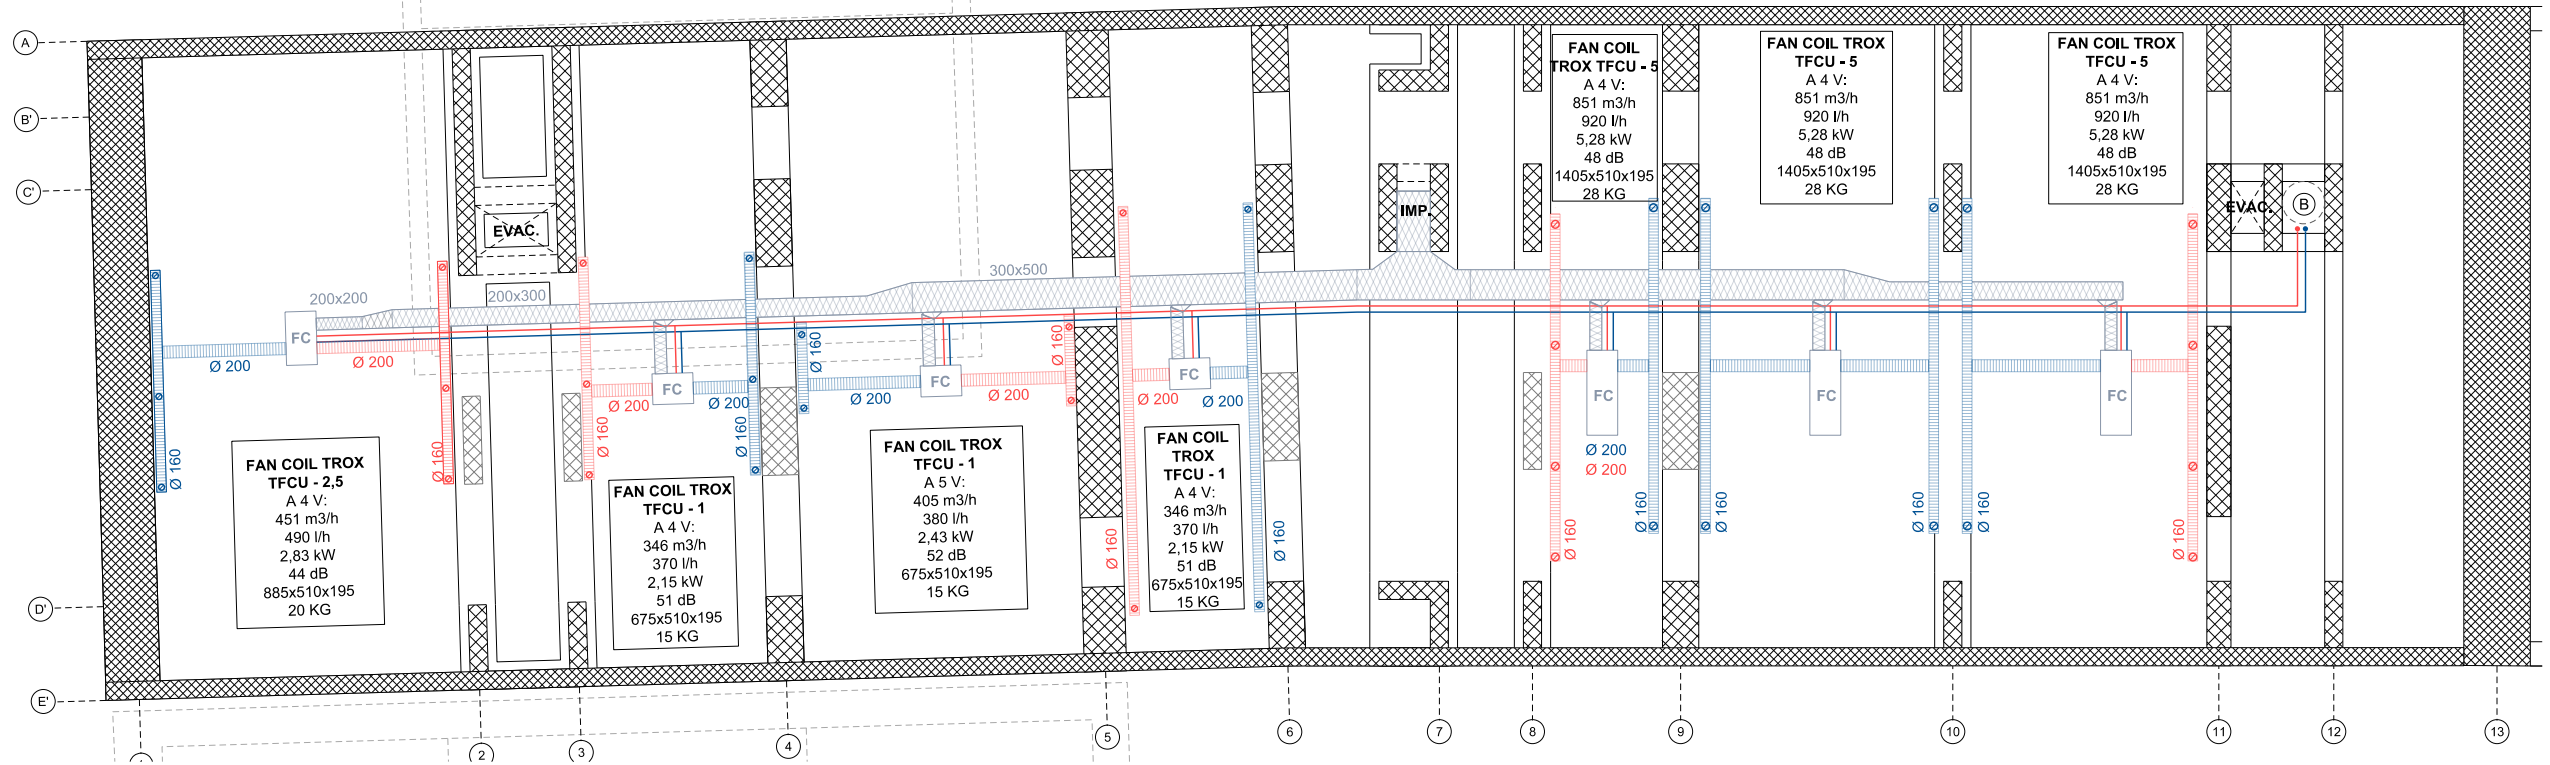 A
B'
C'
D'
E'
FAN COIL
TROX TFCU - 5
A 4 V:
851 m3/h
920 l/h
5,28 kW
48 dB
1405x510x195
28 KG
FAN COIL TROX
TFCU - 5
A 4 V:
851 m3/h
920 l/h
5,28 kW
48 dB
1405x510x195
28 KG
FAN COIL TROX
TFCU - 5
A 4 V:
851 m3/h
920 l/h
5,28 kW
48 dB
1405x510x195
28 KG
EVAC.
IMP.
EVAC.
B
200x200
200x300
300x500
FC
FC
FC
FC
FC
FC
FC
Ø 200
Ø 200
Ø 200
Ø 200
Ø 200
Ø 200
Ø 200
Ø 200
Ø 200
Ø 200
Ø 160
Ø 160
Ø 160
Ø 160
Ø 160
Ø 160
Ø 160
Ø 160
Ø 160
Ø 160
Ø 160
Ø 160
Ø 160
Ø 160
FAN COIL TROX
TFCU - 2,5
A 4 V:
451 m3/h
490 l/h
2,83 kW
44 dB
885x510x195
20 KG
FAN COIL TROX
TFCU - 1
A 4 V:
346 m3/h
370 l/h
2,15 kW
51 dB
675x510x195
15 KG
FAN COIL TROX
TFCU - 1
A 5 V:
405 m3/h
380 l/h
2,43 kW
52 dB
675x510x195
15 KG
FAN COIL
TROX
TFCU - 1
A 4 V:
346 m3/h
370 l/h
2,15 kW
51 dB
675x510x195
15 KG
2
3
4
5
6
7
8
9
10
11
12
13